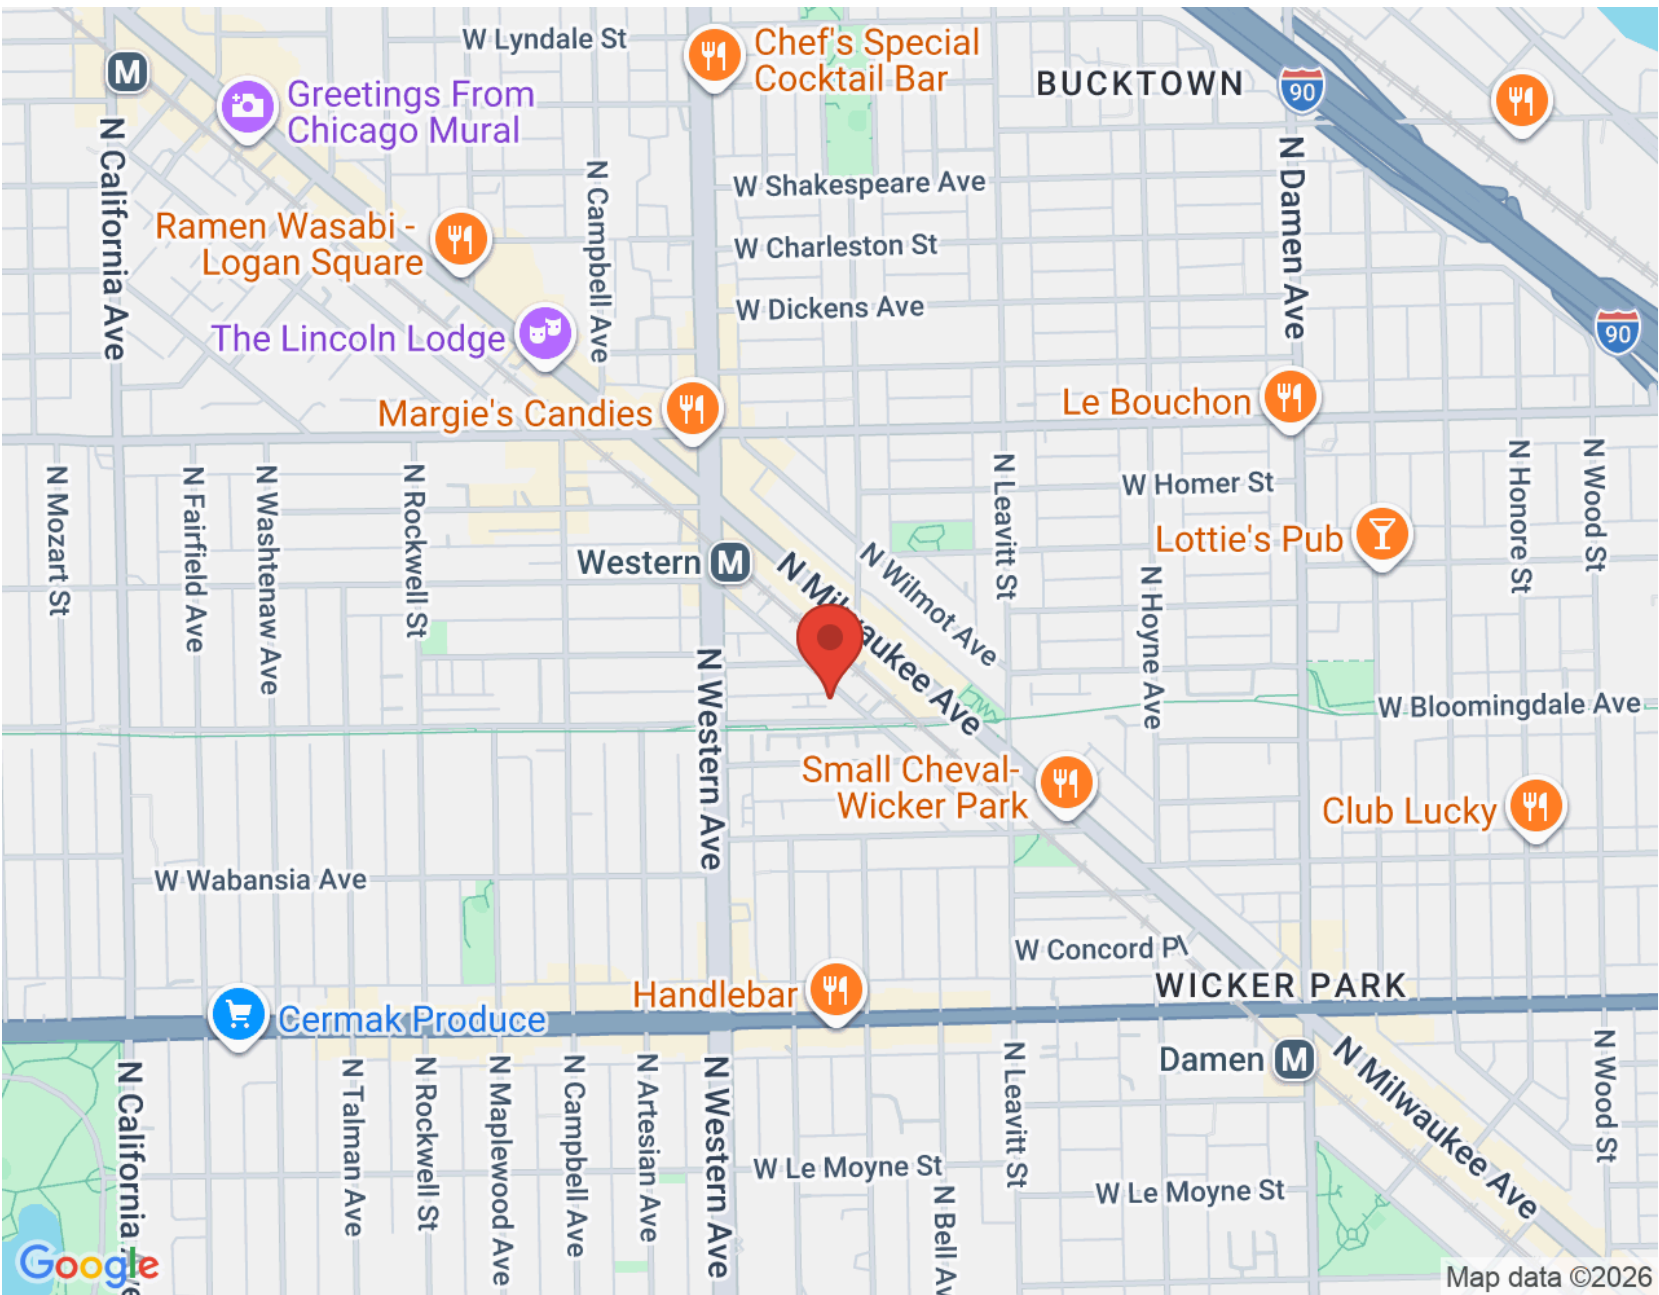 W Lyndale St
Chef's Special
Cocktail Bar
BUCKTOWN
90
M
Greetings From
Chicago Mural
N California Ave
N Campbell Ave
W Shakespeare Ave
N Damen Ave
Ramen Wasabi -
Logan Square
W Charleston St
W Dickens Ave
90
The Lincoln Lodge
Margie's Candies
Le Bouchon
N Mozart St
N Fairfield Ave
N Washtenaw Ave
N Rockwell St
N Leavitt St
W Homer St
N Honore St
N Wood St
Lottie's Pub
Western M
N Milwaukee Ave
N Wilmot Ave
N Hoyne Ave
N Western Ave
W Bloomingdale Ave
Small Cheval-
Wicker Park
Club Lucky
W Wabansia Ave
W Concord Pl
WICKER PARK
Handlebar
Cermak Produce
Damen M
N Milwaukee Ave
N Wood St
N California Ave
N Talman Ave
N Rockwell St
N Maplewood Ave
N Campbell Ave
N Artesian Ave
N Western Ave
N Leavitt St
W Le Moyne St
W Le Moyne St
N Bell Av
Google
Map data ©2026